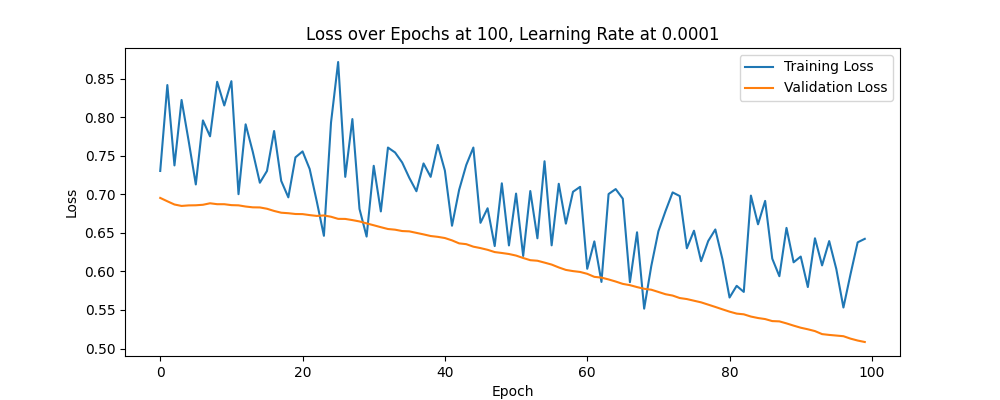 Loss over Epochs at 100, Learning Rate at 0.0001
Training Loss
Validation Loss
0.85
0.80
0.75
0.70
0.65
0.60
0.55
0.50
Loss
0 20 40 60 80 100
Epoch